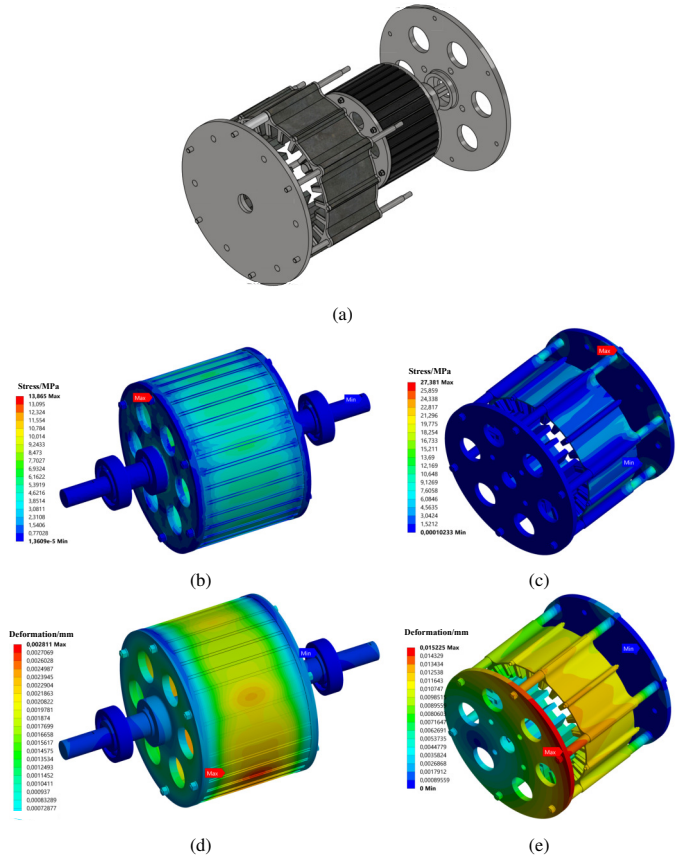 (a)
Stress/MPa
13,865 Max
13,095
12,324
11,554
10,784
10,014
9,2433
8,473
7,7027
6,9324
6,1622
5,3919
4,6216
3,8514
3,0811
2,3108
1,5406
0,77028
1,3609e-5 Min
Max
Min
(b)
Stress/MPa
27,381 Max
25,859
24,338
22,817
21,296
19,775
18,254
16,733
15,211
13,69
12,169
10,648
9,1269
7,6058
6,0846
4,5635
3,0424
1,5212
0,00010233 Min
Max
Min
(c)
Deformation/mm
0,002811 Max
0,0027069
0,0026028
0,0024987
0,0022904
0,0021863
0,0020822
0,0019781
0,001874
0,0017699
0,0016658
0,0015617
0,0014575
0,0013534
0,0012493
0,0011452
0,0010411
0,000937
0,00083289
0,00072877
Min
Max
(d)
Deformation/mm
0,015225 Max
0,014329
0,013434
0,012538
0,011643
0,010747
0,0098519
0,0089559
0,0080603
0,0071647
0,0062691
0,0053735
0,0044779
0,0035824
0,0026868
0,0017912
0,00089559
0 Min
Min
Max
(e)